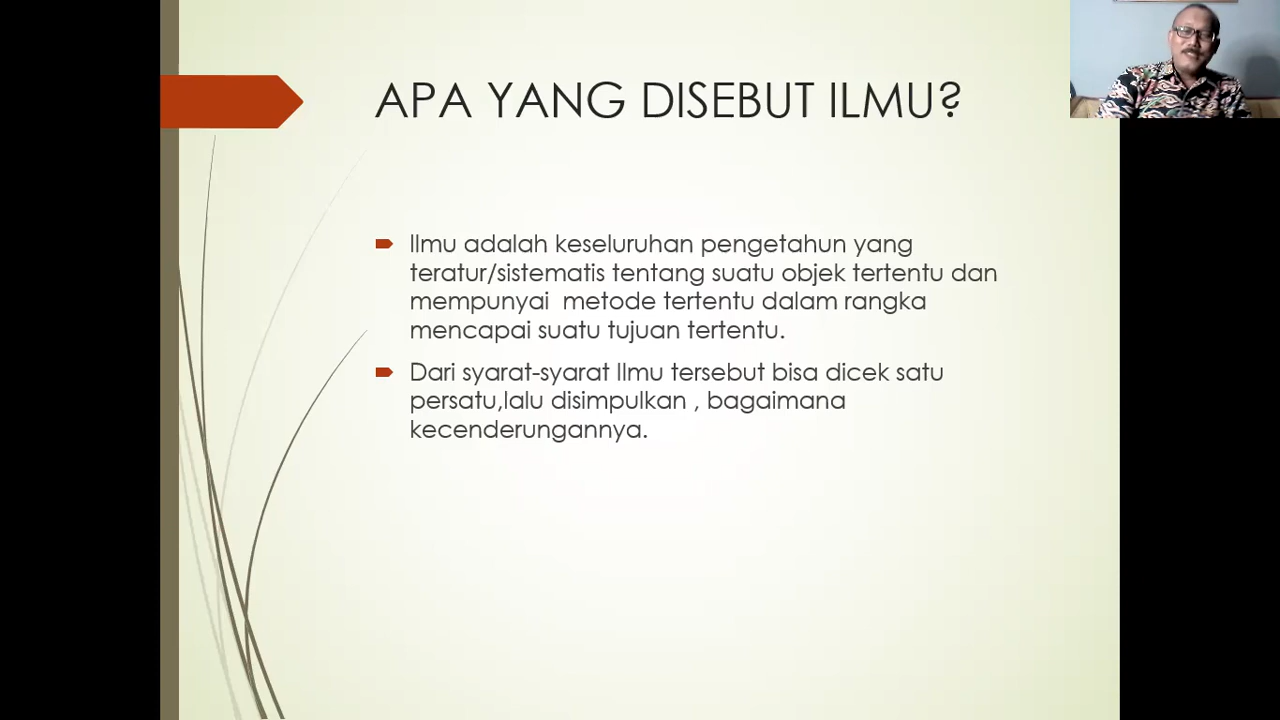 APA YANG DISEBUT ILMU?
Ilmu adalah keseluruhan pengetahun yang
teratur/sistematis tentang suatu objek tertentu dan
mempunyai  metode tertentu dalam rangka
mencapai suatu tujuan tertentu.
Dari syarat-syarat Ilmu tersebut bisa dicek satu
persatu,lalu disimpulkan , bagaimana
kecenderungannya.